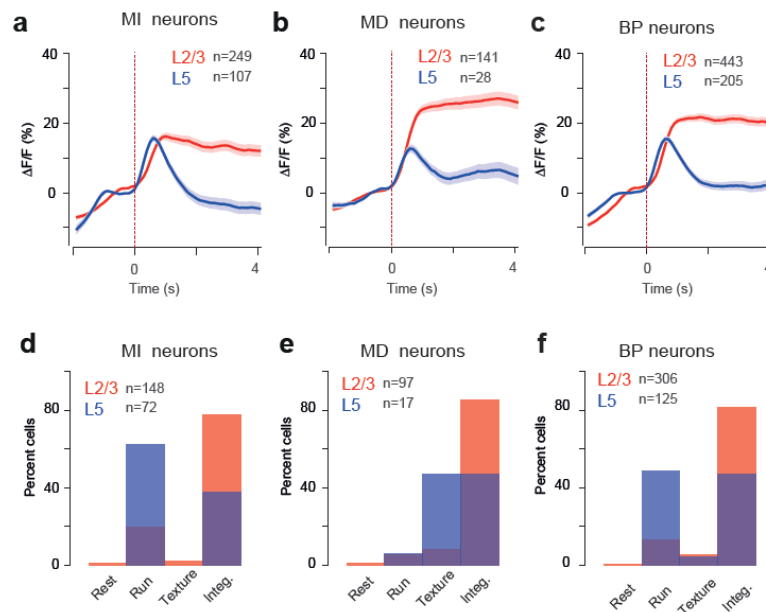 a
MI neurons
L2/3 n=249
L5 n=107
ΔF/F (%)
40
20
0
0
4
Time (s)
b
MD neurons
L2/3 n=141
L5 n=28
ΔF/F (%)
40
20
0
0
4
Time (s)
c
BP neurons
L2/3 n=443
L5 n=205
ΔF/F (%)
40
20
0
0
4
Time (s)
d
MI neurons
L2/3 n=148
L5 n=72
Percent cells
80
40
0
Rest
Run
Texture
Integ.
e
MD neurons
L2/3 n=97
L5 n=17
Percent cells
80
40
0
Rest
Run
Texture
Integ.
f
BP neurons
L2/3 n=306
L5 n=125
Percent cells
80
40
0
Rest
Run
Texture
Integ.